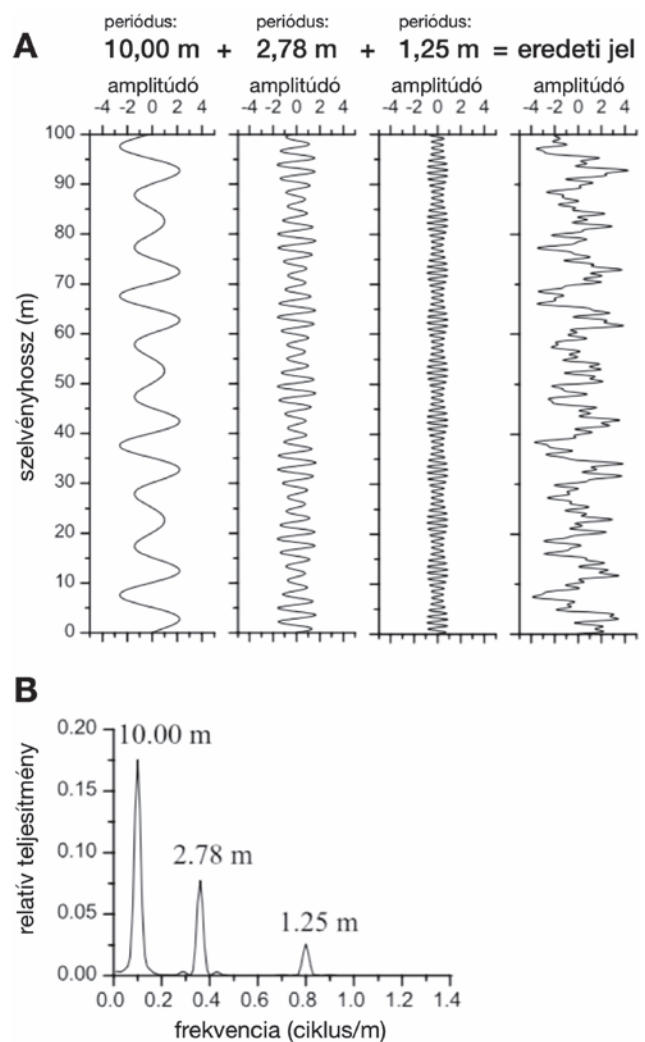 periódus: periódus: periódus:
A 10,00 m + 2,78 m + 1,25 m = eredeti jel
amplitúdó amplitúdó amplitúdó amplitúdó
-4 -2 0 2 4 -4 -2 0 2 4 -4 -2 0 2 4 -4 -2 0 2 4
100
90
80
70
60
50
40
30
20
10
0
szelvényhossz (m)
B
0.20
0.15
0.10
0.05
0.00
relatív teljesítmény
10.00 m
2.78 m
1.25 m
0.0 0.2 0.4 0.6 0.8 1.0 1.2 1.4
frekvencia (ciklus/m)